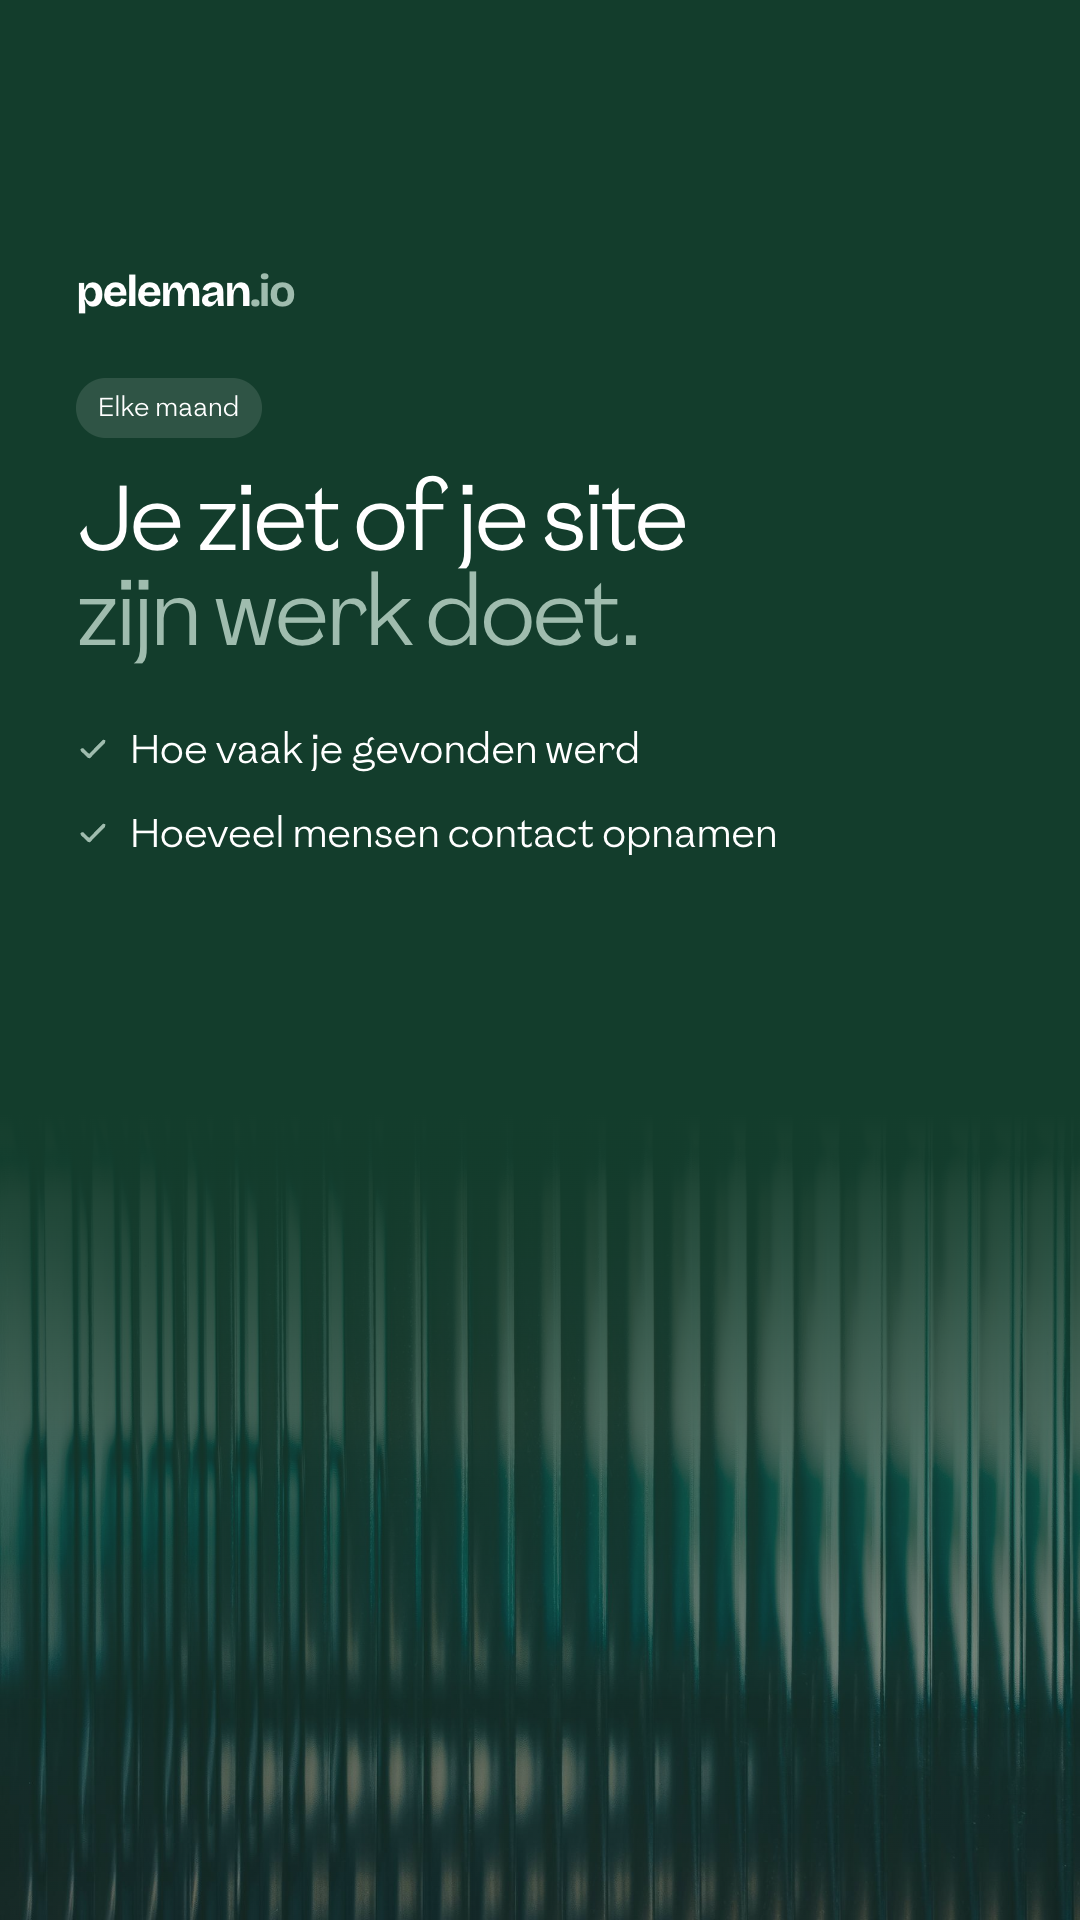 peleman.io
Elke maand
Je ziet of je site
zijn werk doet.
Hoe vaak je gevonden werd
Hoeveel mensen contact opnamen